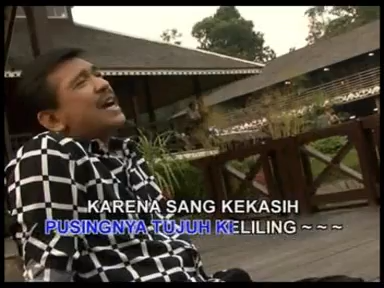 KARENA SANG KEKASIH
PUSINGNYA TUJUH KELILING ~ ~ ~